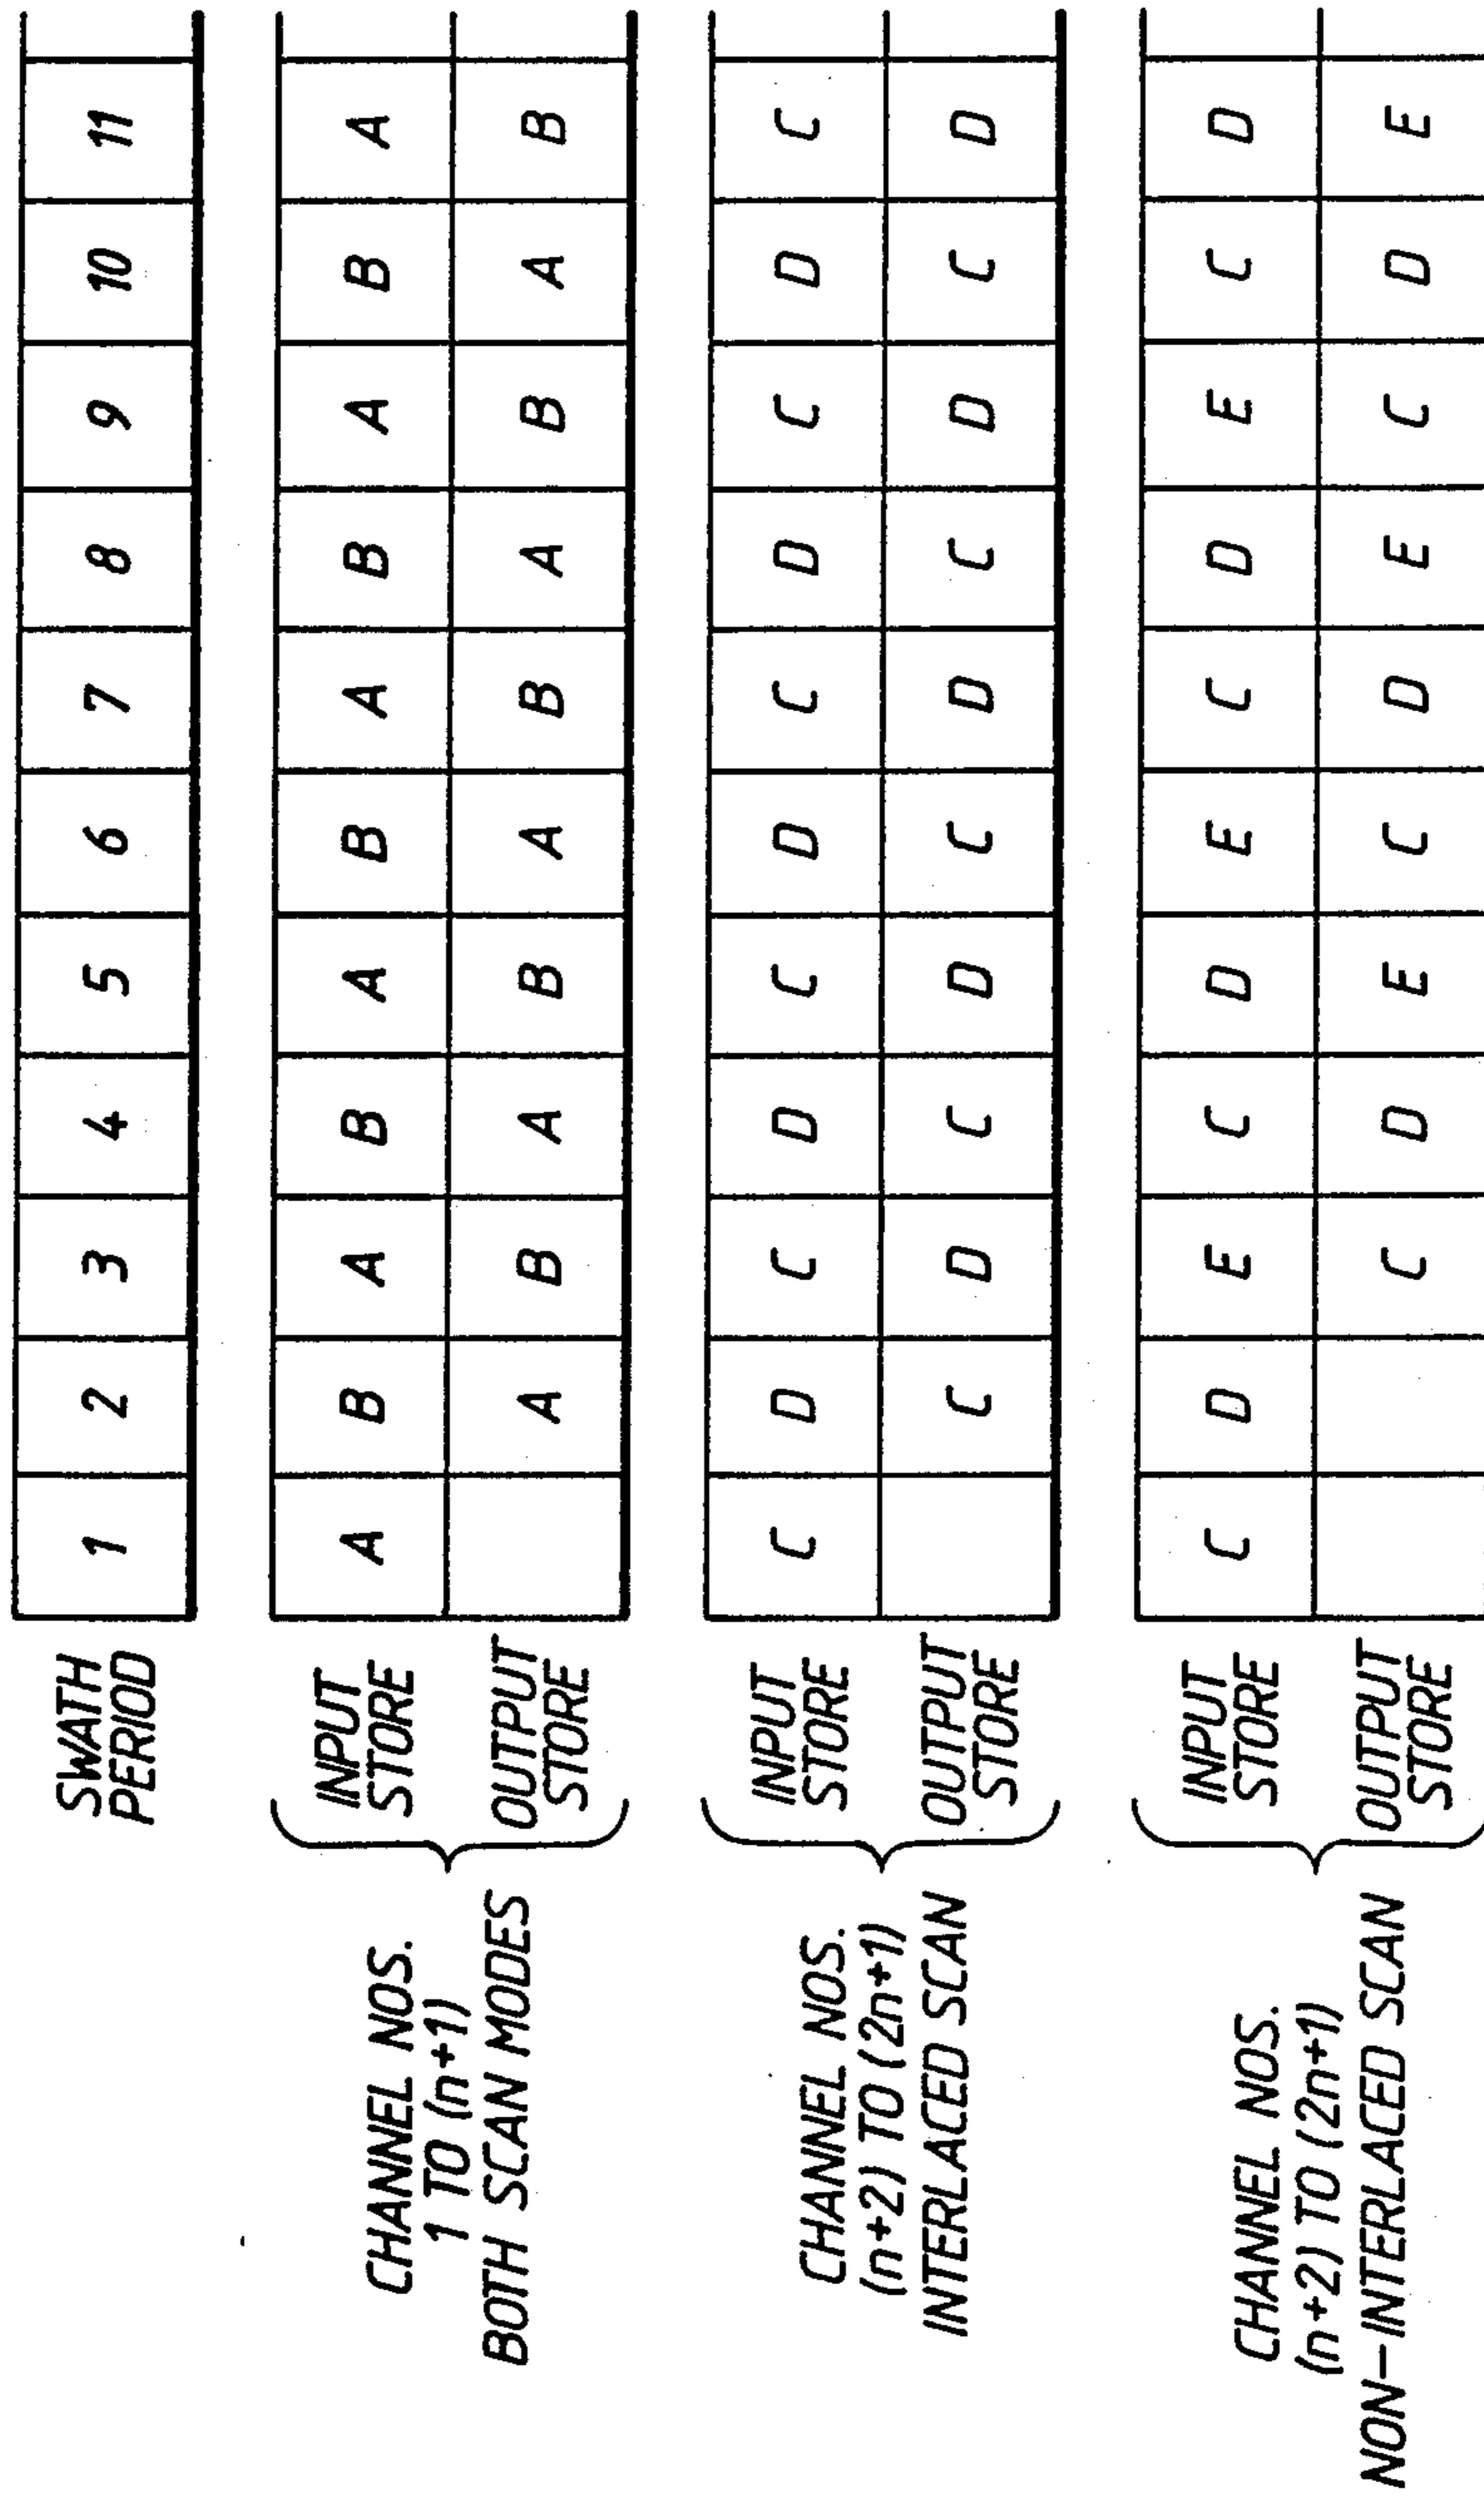 SWATH
PERIOD
1 2 3 4 5 6 7 8 9 10 11
CHANNEL NOS.
1 TO (n+1)
BOTH SCAN MODES
INPUT
STORE
A B A B A B A B A B A
OUTPUT
STORE
A B A B A B A B A B
CHANNEL NOS.
(n+2) TO (2n+1)
INTERLACED SCAN
INPUT
STORE
C D C D C D C D C D C
OUTPUT
STORE
C D C D C D C D C D
CHANNEL NOS.
(n+2) TO (2n+1)
NON-INTERLACED SCAN
INPUT
STORE
C D E C D E C D E C D
OUTPUT
STORE
C D E C D E C D E